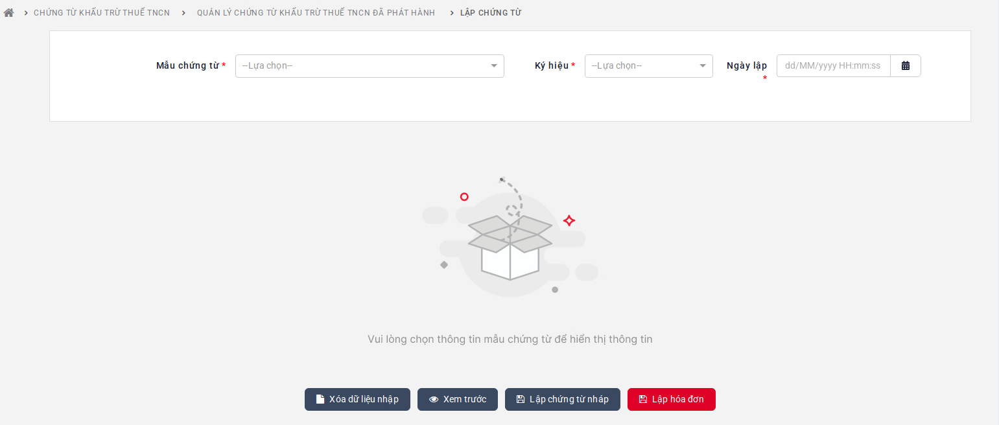 CHỨNG TỪ KHẤU TRỪ THUẾ TNCN > QUẢN LÝ CHỨNG TỪ KHẤU TRỪ THUẾ TNCN ĐÃ PHÁT HÀNH > LẬP CHỨNG TỪ
Mẫu chứng từ * --Lựa chọn-- Ký hiệu * --Lựa chọn-- Ngày lập * dd/MM/yyyy HH:mm:ss
Vui lòng chọn thông tin mẫu chứng từ để hiển thị thông tin
Xóa dữ liệu nhập Xem trước Lập chứng từ nháp Lập hóa đơn